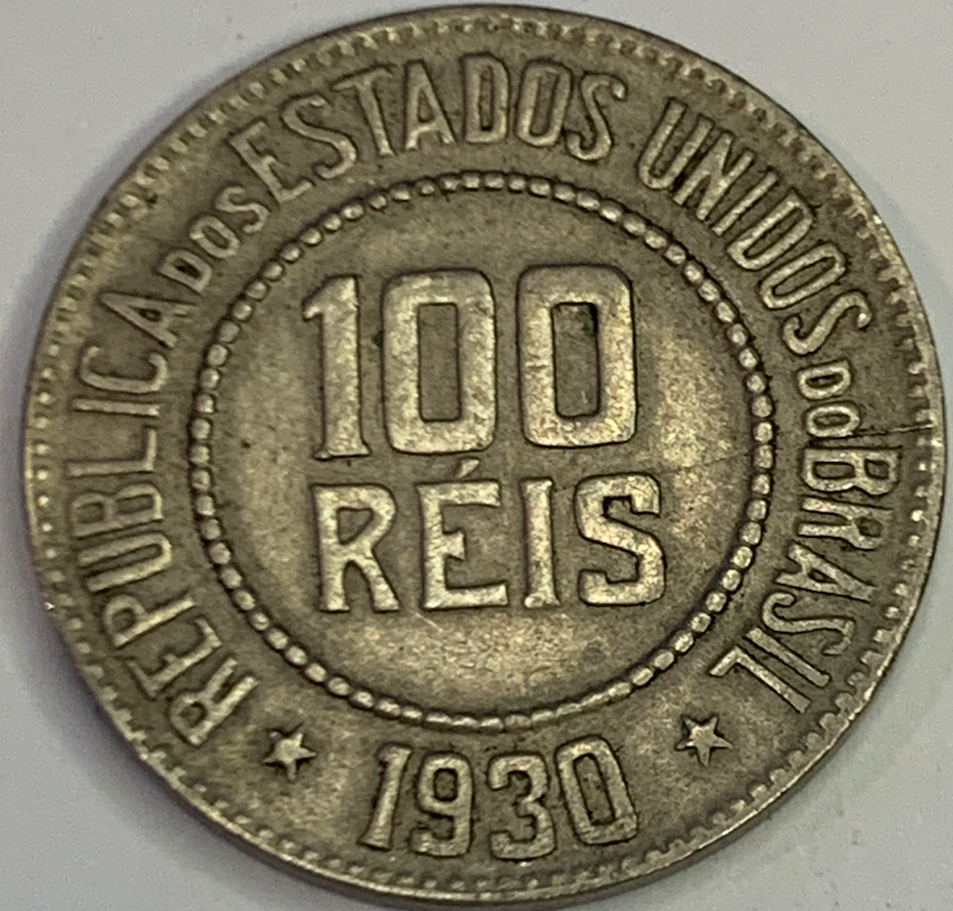 REPUBLICA DOS ESTADOS UNIDOS DO BRASIL
100
RÉIS
★ 1930 ★